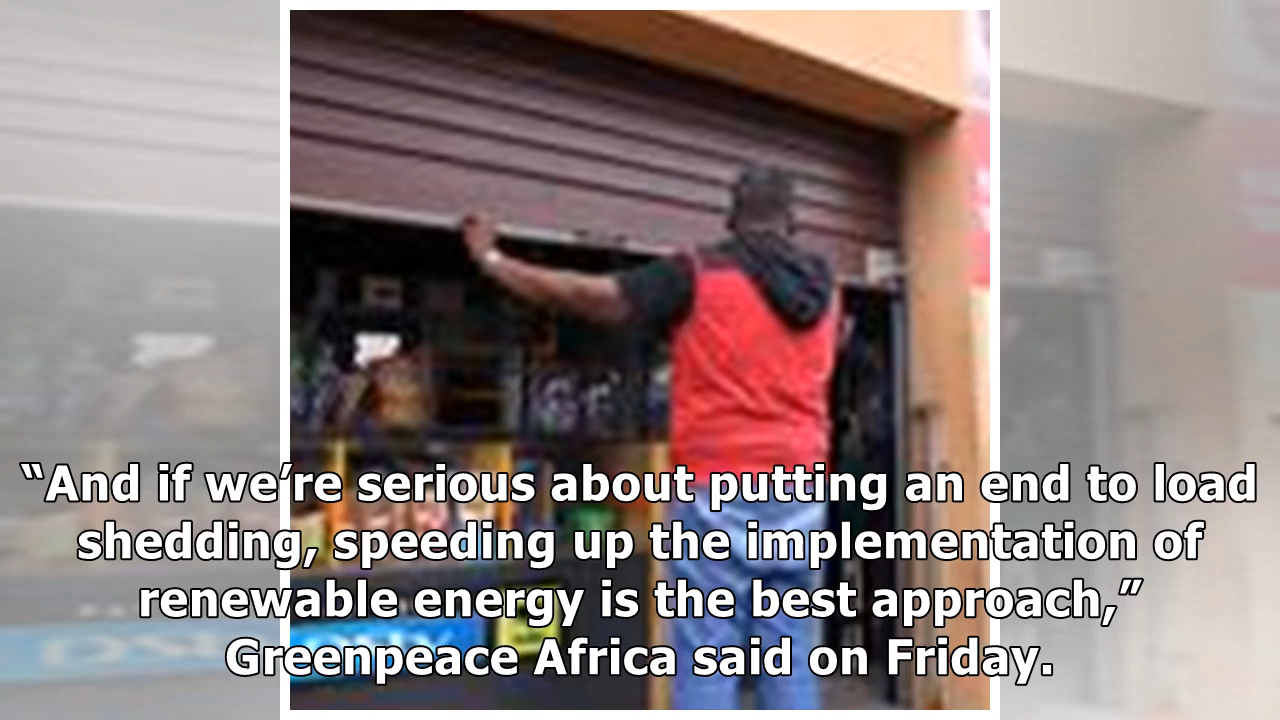 “And if we’re serious about putting an end to load
shedding, speeding up the implementation of
renewable energy is the best approach,”
Greenpeace Africa said on Friday.